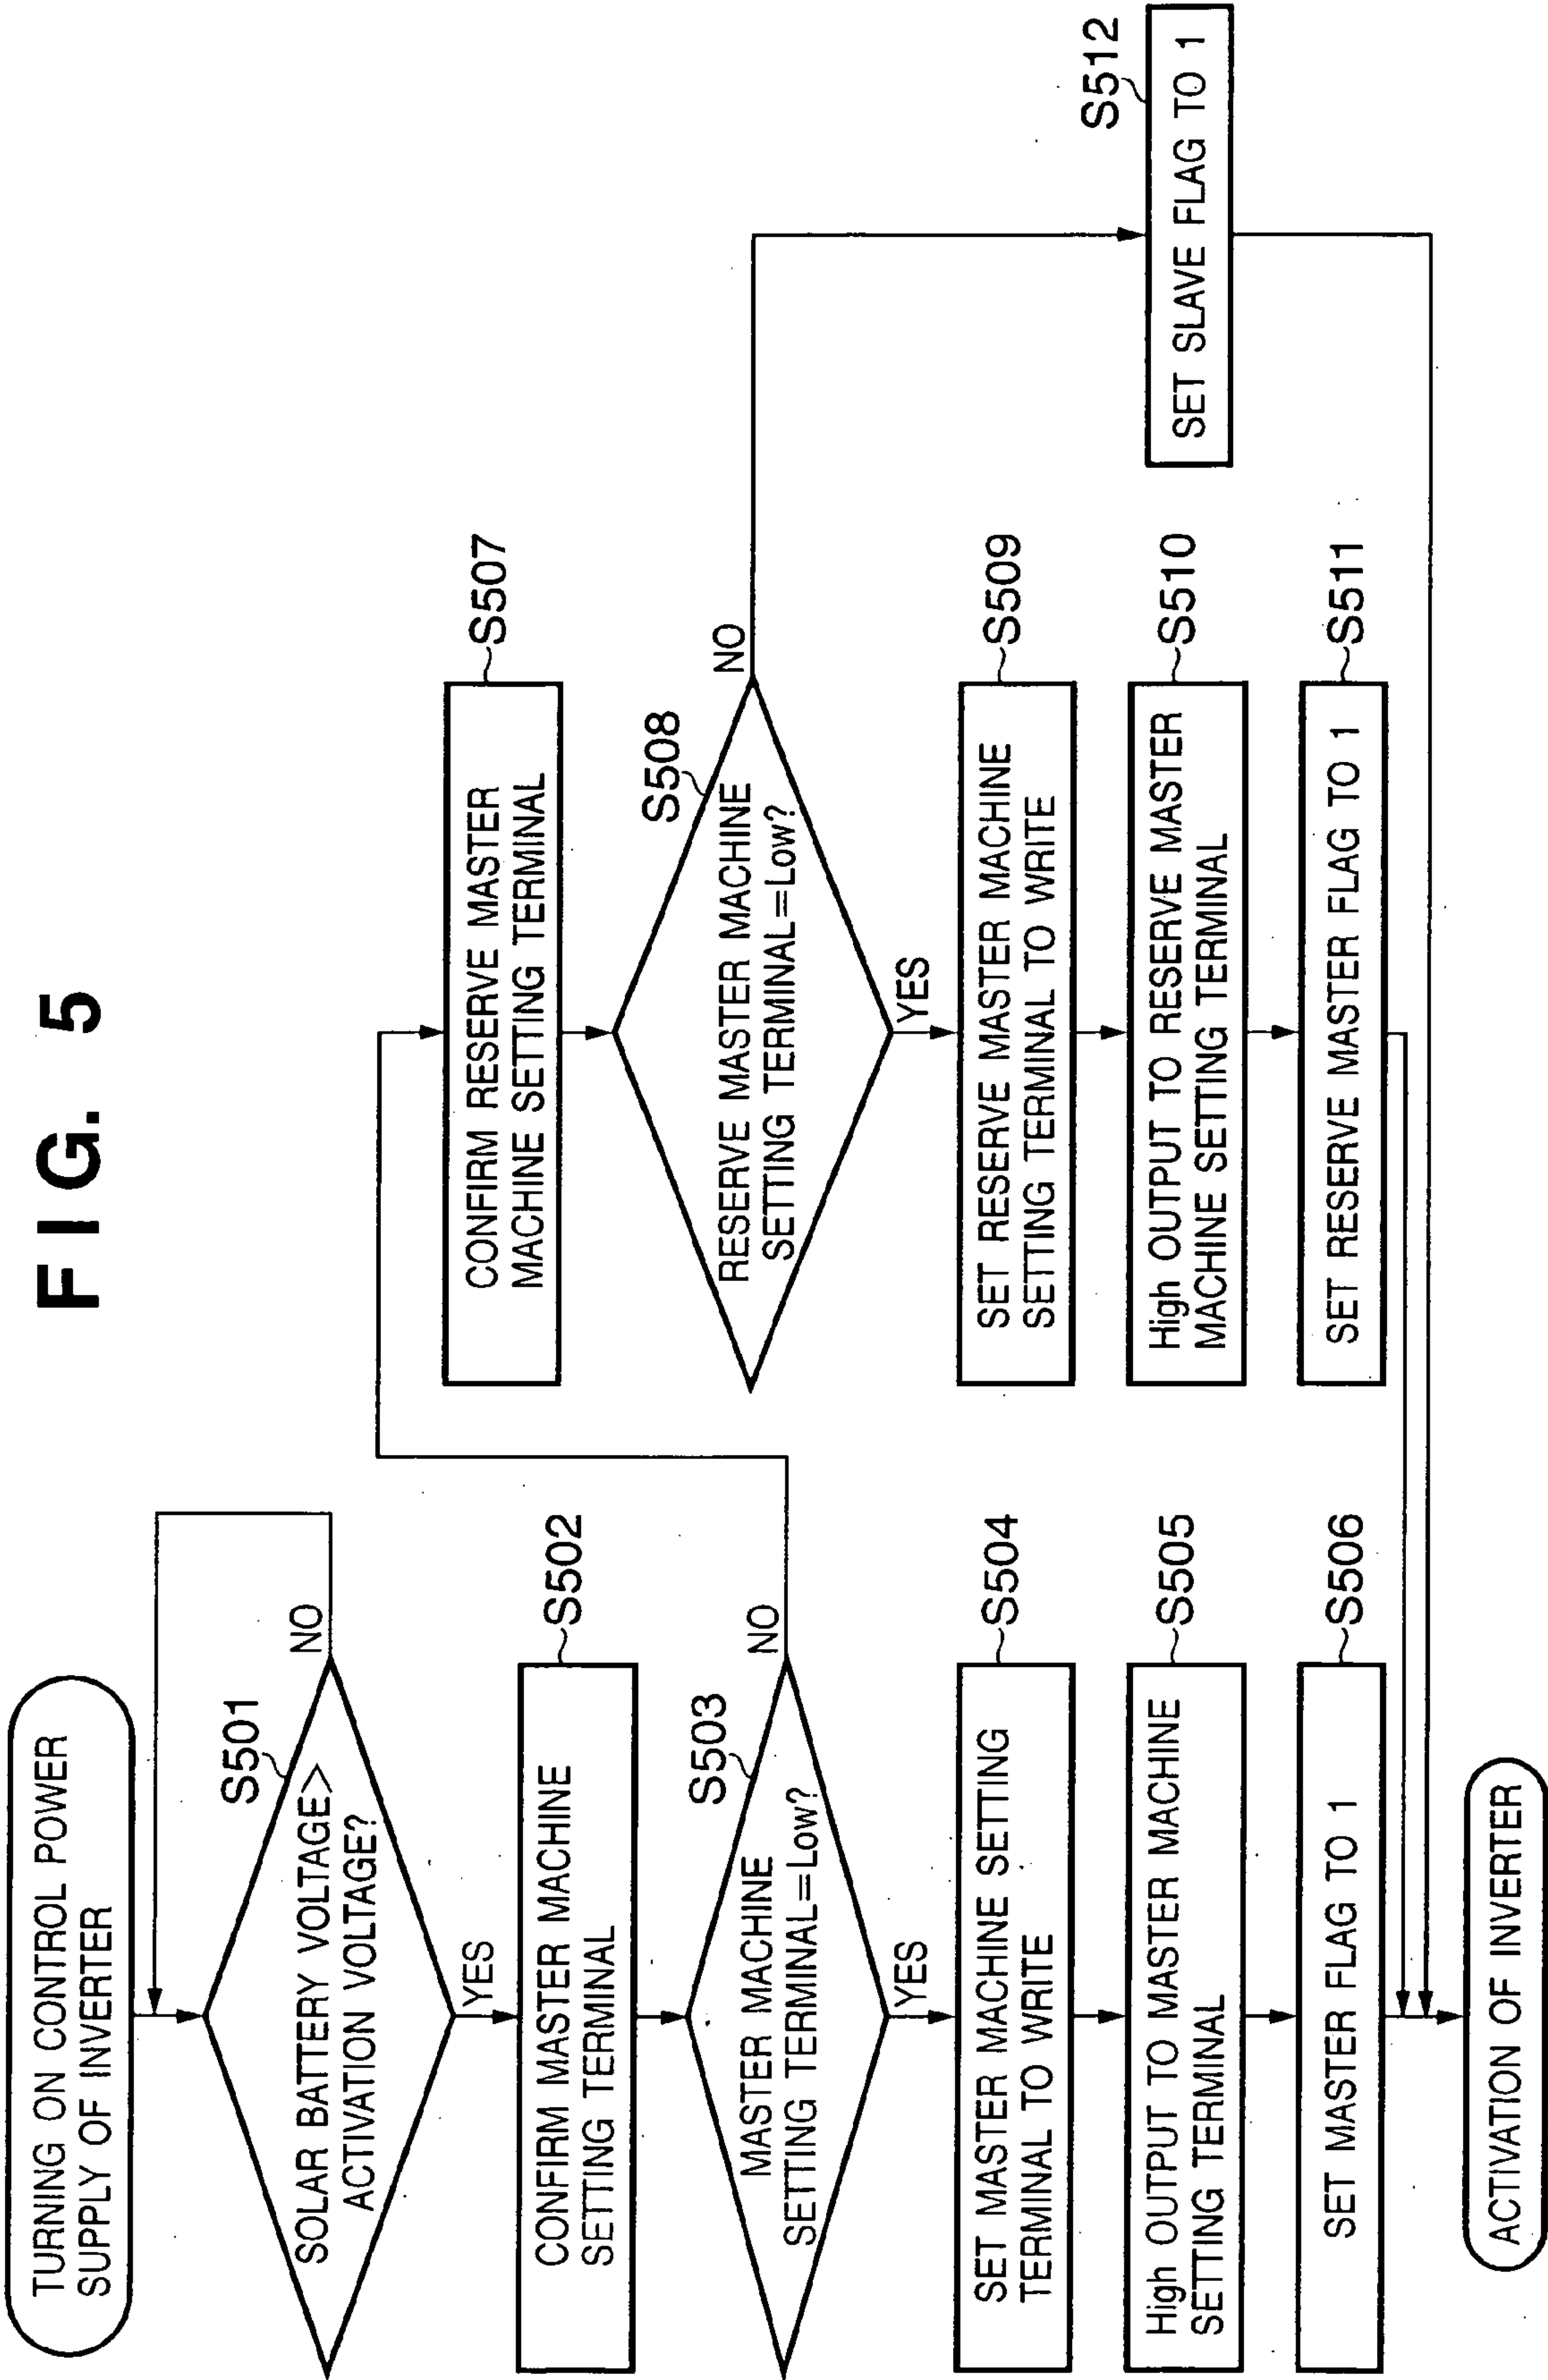 FIG. 5
TURNING ON CONTROL POWER
SUPPLY OF INVERTER
S501
SOLAR BATTERY VOLTAGE>
ACTIVATION VOLTAGE?
NO
YES
S502
CONFIRM MASTER MACHINE
SETTING TERMINAL
S503
MASTER MACHINE
SETTING TERMINAL=Low?
NO
YES
S504
SET MASTER MACHINE SETTING
TERMINAL TO WRITE
S505
High OUTPUT TO MASTER MACHINE
SETTING TERMINAL
S506
SET MASTER FLAG TO 1
ACTIVATION OF INVERTER
S507
CONFIRM RESERVE MASTER
MACHINE SETTING TERMINAL
S508
RESERVE MASTER MACHINE
SETTING TERMINAL=Low?
NO
YES
S509
SET RESERVE MASTER MACHINE
SETTING TERMINAL TO WRITE
S510
High OUTPUT TO RESERVE MASTER
MACHINE SETTING TERMINAL
S511
SET RESERVE MASTER FLAG TO 1
S512
SET SLAVE FLAG TO 1